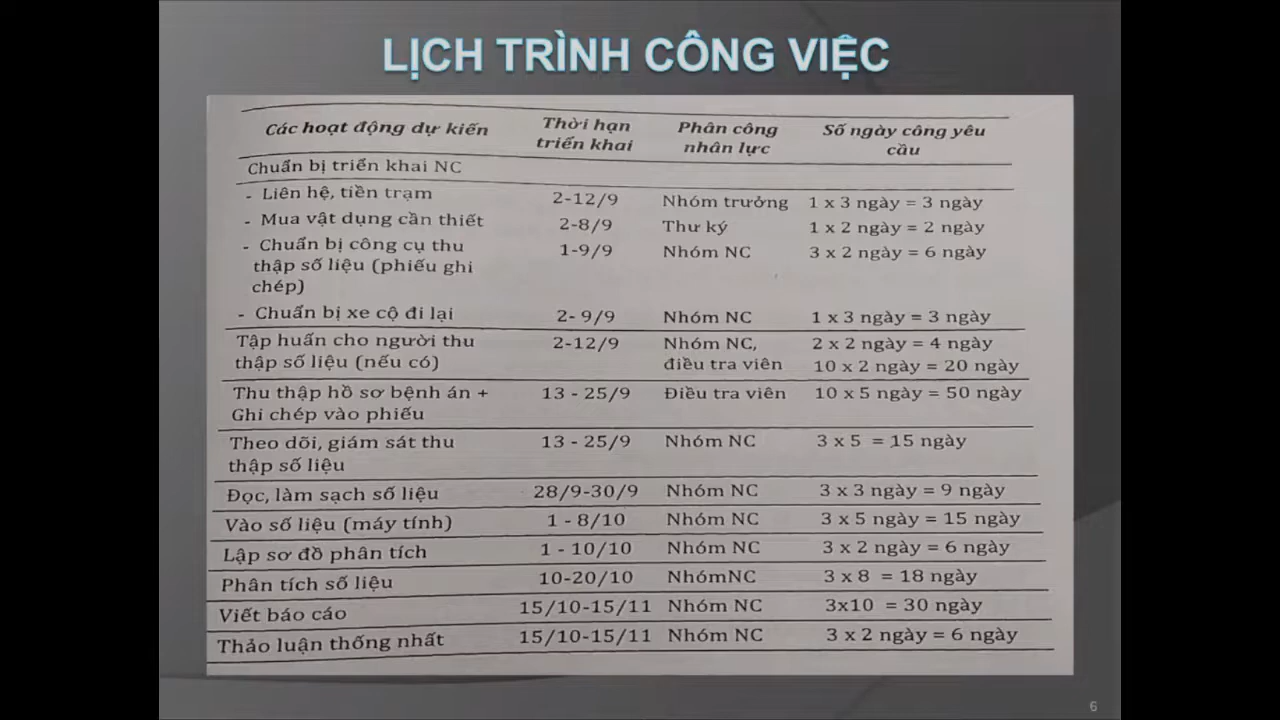 LỊCH TRÌNH CÔNG VIỆC
Các hoạt động dự kiến Thời hạn triển khai Phân công nhân lực Số ngày công yêu cầu
Chuẩn bị triển khai NC
- Liên hệ, tiền trạm 2-12/9 Nhóm trưởng 1 x 3 ngày = 3 ngày
- Mua vật dụng cần thiết 2-8/9 Thư ký 1 x 2 ngày = 2 ngày
- Chuẩn bị công cụ thu 1-9/9 Nhóm NC 3 x 2 ngày = 6 ngày
thập số liệu (phiếu ghi
chép)
- Chuẩn bị xe cộ đi lại 2- 9/9 Nhóm NC 1 x 3 ngày = 3 ngày
Tập huấn cho người thu 2-12/9 Nhóm NC, 2 x 2 ngày = 4 ngày
thập số liệu (nếu có) điều tra viên 10 x 2 ngày = 20 ngày
Thu thập hồ sơ bệnh án + 13 - 25/9 Điều tra viên 10 x 5 ngày = 50 ngày
Ghi chép vào phiếu
Theo dõi, giám sát thu 13 - 25/9 Nhóm NC 3 x 5 = 15 ngày
thập số liệu
Đọc, làm sạch số liệu 28/9-30/9 Nhóm NC 3 x 3 ngày = 9 ngày
Vào số liệu (máy tính) 1 - 8/10 Nhóm NC 3 x 5 ngày = 15 ngày
Lập sơ đồ phân tích 1 - 10/10 Nhóm NC 3 x 2 ngày = 6 ngày
Phân tích số liệu 10-20/10 NhómNC 3 x 8 = 18 ngày
Viết báo cáo 15/10-15/11 Nhóm NC 3x10 = 30 ngày
Thảo luận thống nhất 15/10-15/11 Nhóm NC 3 x 2 ngày = 6 ngày
6